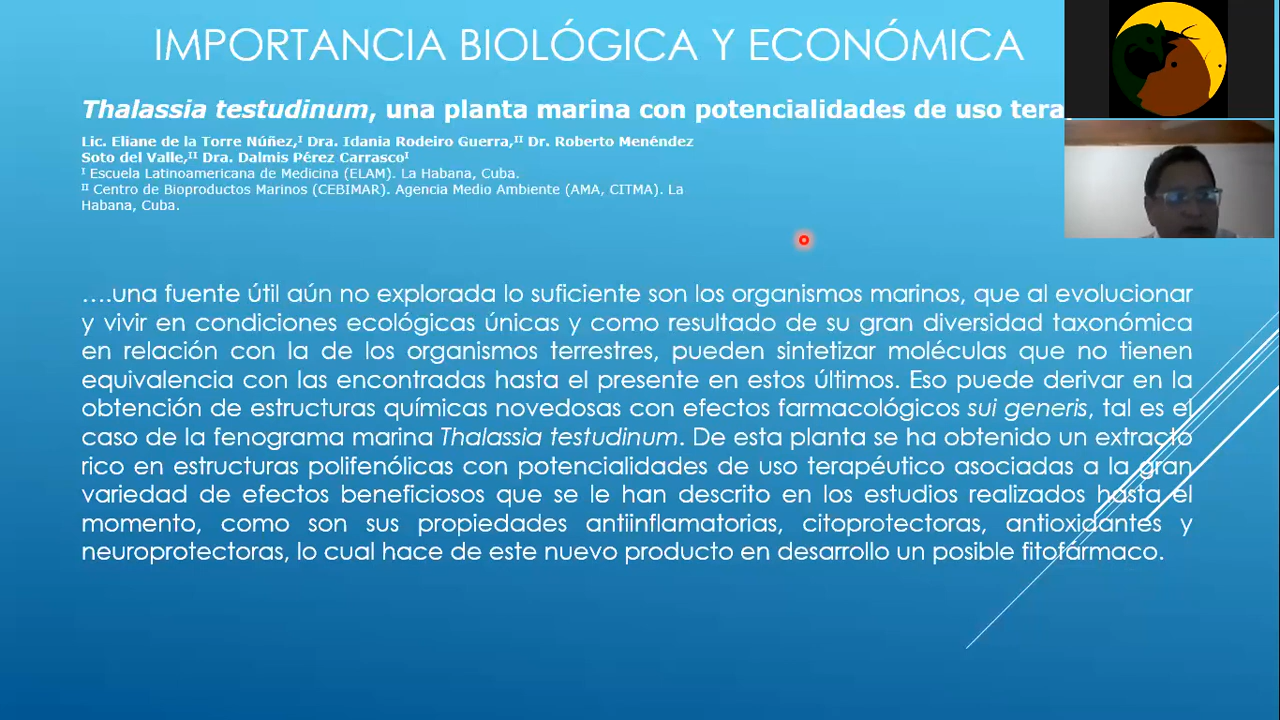 IMPORTANCIA BIOLÓGICA Y ECONÓMICA
Thalassia testudinum, una planta marina con potencialidades de uso tera
Lic. Eliane de la Torre Núñez,I Dra. Idania Rodeiro Guerra,II Dr. Roberto Menéndez
Soto del Valle,II Dra. Dalmis Pérez CarrascoI
I Escuela Latinoamericana de Medicina (ELAM). La Habana, Cuba.
II Centro de Bioproductos Marinos (CEBIMAR). Agencia Medio Ambiente (AMA, CITMA). La
Habana, Cuba.
….una fuente útil aún no explorada lo suficiente son los organismos marinos, que al evolucionar
y vivir en condiciones ecológicas únicas y como resultado de su gran diversidad taxonómica
en relación con la de los organismos terrestres, pueden sintetizar moléculas que no tienen
equivalencia con las encontradas hasta el presente en estos últimos. Eso puede derivar en la
obtención de estructuras químicas novedosas con efectos farmacológicos sui generis, tal es el
caso de la fenograma marina Thalassia testudinum. De esta planta se ha obtenido un extracto
rico en estructuras polifenólicas con potencialidades de uso terapéutico asociadas a la gran
variedad de efectos beneficiosos que se le han descrito en los estudios realizados hasta el
momento, como son sus propiedades antiinflamatorias, citoprotectoras, antioxidantes y
neuroprotectoras, lo cual hace de este nuevo producto en desarrollo un posible fitofármaco.